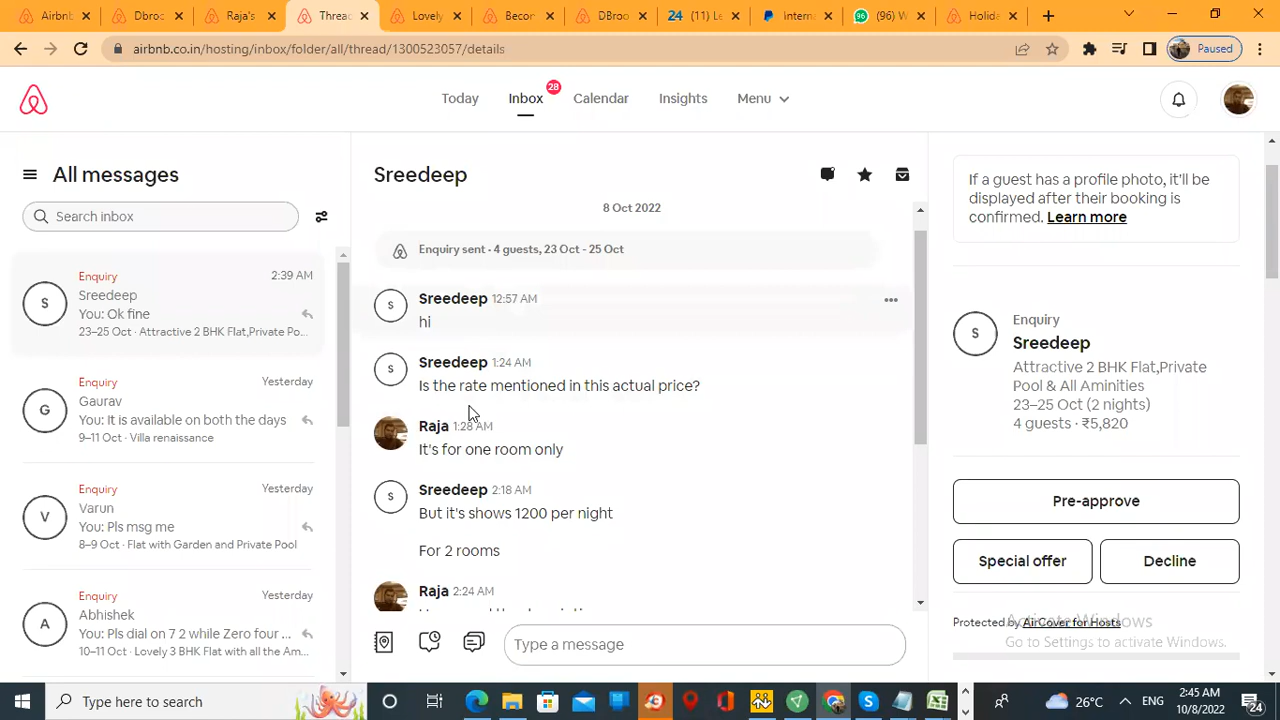 Airbnb
Dbroo
Raja's
Thread
Lovely
Becom
DBroo
24 (11) Le
Intern
96 (96) W
Holida
airbnb.co.in/hosting/inbox/folder/all/thread/1300523057/details
Paused
Today
Inbox
28
Calendar
Insights
Menu
All messages
Search inbox
Enquiry 2:39 AM
S
Sreedeep
You: Ok fine
23–25 Oct · Attractive 2 BHK Flat,Private Po...
Enquiry Yesterday
G
Gaurav
You: It is available on both the days
9–11 Oct · Villa renaissance
Enquiry Yesterday
V
Varun
You: Pls msg me
8–9 Oct · Flat with Garden and Private Pool
Enquiry Yesterday
A
Abhishek
You: Pls dial on 7 2 while Zero four ...
10–11 Oct · Lovely 3 BHK Flat with all the Am...
Sreedeep
8 Oct 2022
Enquiry sent · 4 guests, 23 Oct - 25 Oct
S
Sreedeep 12:57 AM
hi
S
Sreedeep 1:24 AM
Is the rate mentioned in this actual price?
Raja 1:28 AM
It's for one room only
S
Sreedeep 2:18 AM
But it's shows 1200 per night
For 2 rooms
Raja 2:24 AM
Type a message
If a guest has a profile photo, it'll be
displayed after their booking is
confirmed. Learn more
S
Enquiry
Sreedeep
Attractive 2 BHK Flat,Private
Pool & All Aminities
23–25 Oct (2 nights)
4 guests · ₹5,820
Pre-approve
Special offer
Decline
Protected by AirCover for Hosts
Activate Windows
Go to Settings to activate Windows.
Type here to search
26°C
ENG
2:45 AM
10/8/2022
24